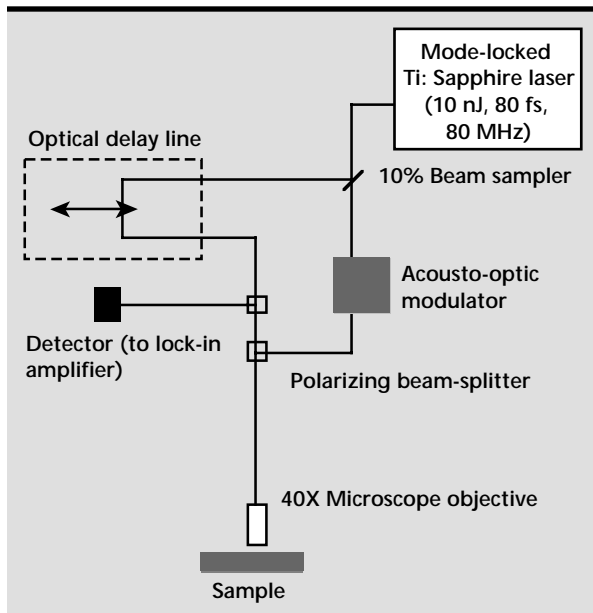 Mode-locked
Ti: Sapphire laser
(10 nJ, 80 fs,
80 MHz)
Optical delay line
10% Beam sampler
Acousto-optic
modulator
Detector (to lock-in
amplifier)
Polarizing beam-splitter
40X Microscope objective
Sample